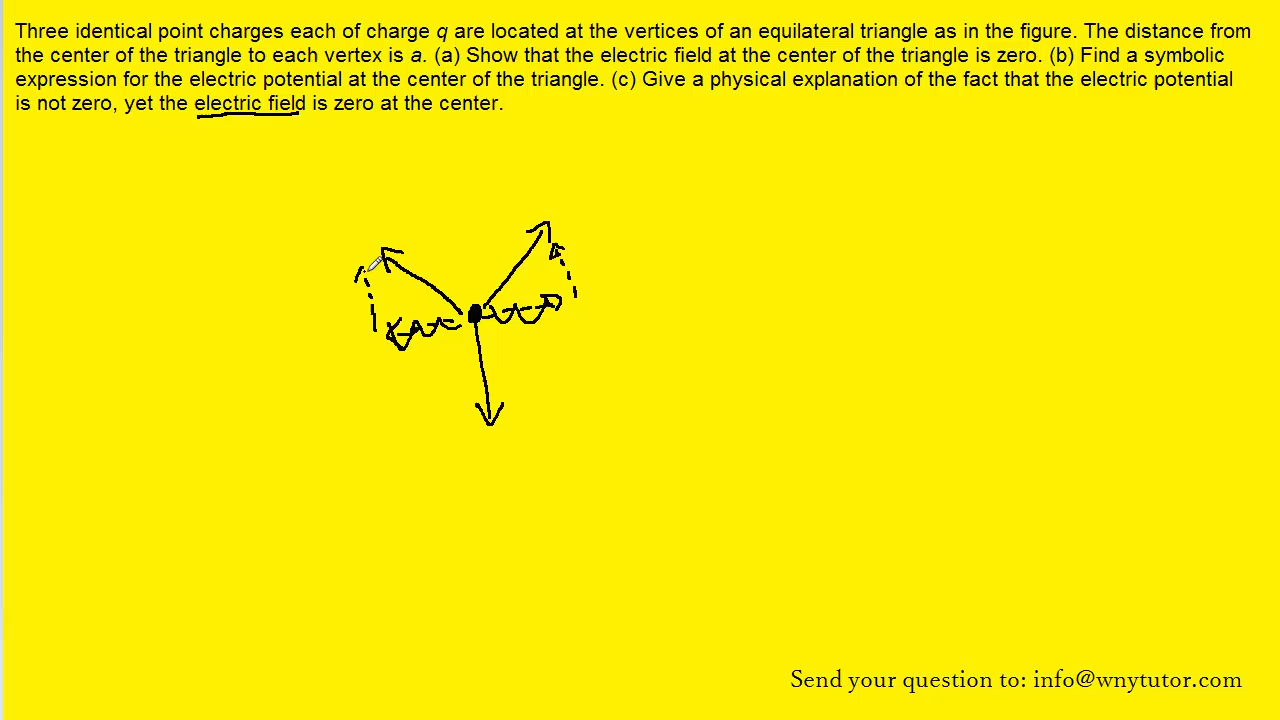 Three identical point charges each of charge q are located at the vertices of an equilateral triangle as in the figure. The distance from
the center of the triangle to each vertex is a. (a) Show that the electric field at the center of the triangle is zero. (b) Find a symbolic
expression for the electric potential at the center of the triangle. (c) Give a physical explanation of the fact that the electric potential
is not zero, yet the electric field is zero at the center.
Send your question to: info@wnytutor.com